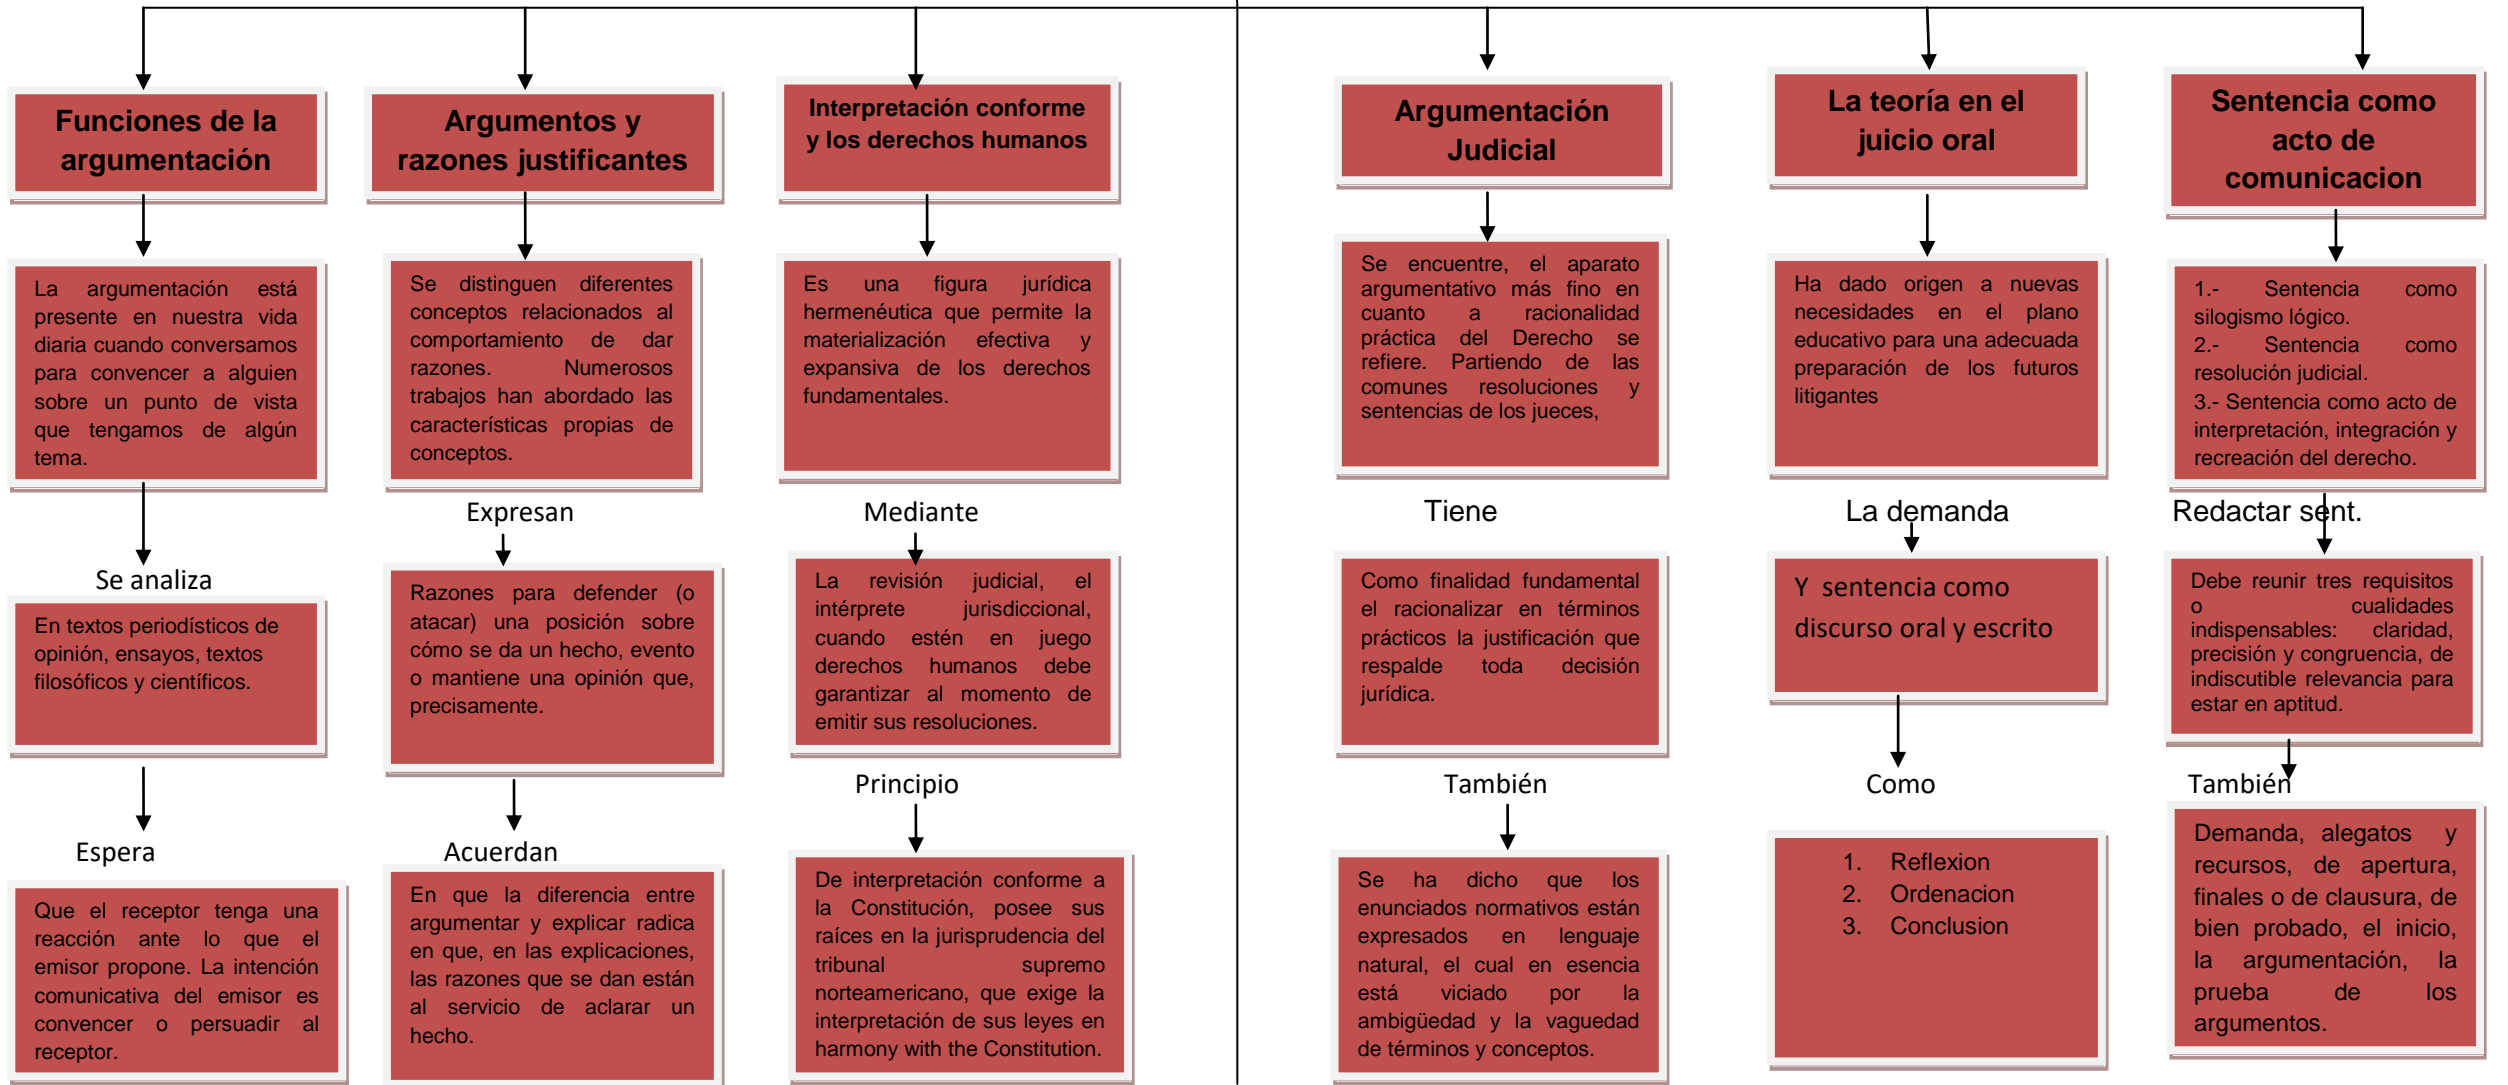 Funciones de la
argumentación
La argumentación está
presente en nuestra vida
diaria cuando conversamos
para convencer a alguien
sobre un punto de vista
que tengamos de algún
tema.
Se analiza
En textos periodísticos de
opinión, ensayos, textos
filosóficos y científicos.
Espera
Que el receptor tenga una
reacción ante lo que el
emisor propone. La intención
comunicativa del emisor es
convencer o persuadir al
receptor.
Argumentos y
razones justificantes
Se distinguen diferentes
conceptos relacionados al
comportamiento de dar
razones. Numerosos
trabajos han abordado las
características propias de
conceptos.
Expresan
Razones para defender (o
atacar) una posición sobre
cómo se da un hecho, evento
o mantiene una opinión que,
precisamente.
Acuerdan
En que la diferencia entre
argumentar y explicar radica
en que, en las explicaciones,
las razones que se dan están
al servicio de aclarar un
hecho.
Interpretación conforme
y los derechos humanos
Es una figura jurídica
hermenéutica que permite la
materialización efectiva y
expansiva de los derechos
fundamentales.
Mediante
La revisión judicial, el
intérprete jurisdiccional,
cuando estén en juego
derechos humanos debe
garantizar al momento de
emitir sus resoluciones.
Principio
De interpretación conforme a
la Constitución, posee sus
raíces en la jurisprudencia del
tribunal supremo
norteamericano, que exige la
interpretación de sus leyes en
harmony with the Constitution.
Argumentación
Judicial
Se encuentre, el aparato
argumentativo más fino en
cuanto a racionalidad
práctica del Derecho se
refiere. Partiendo de las
comunes resoluciones y
sentencias de los jueces,
Tiene
Como finalidad fundamental
el racionalizar en términos
prácticos la justificación que
respalde toda decisión
jurídica.
También
Se ha dicho que los
enunciados normativos están
expresados en lenguaje
natural, el cual en esencia
está viciado por la
ambigüedad y la vaguedad
de términos y conceptos.
La teoría en el
juicio oral
Ha dado origen a nuevas
necesidades en el plano
educativo para una adecuada
preparación de los futuros
litigantes
La demanda
Y sentencia como
discurso oral y escrito
Como
1. Reflexion
2. Ordenacion
3. Conclusion
Sentencia como
acto de
comunicacion
1.- Sentencia como
silogismo lógico.
2.- Sentencia como
resolución judicial.
3.- Sentencia como acto de
interpretación, integración y
recreación del derecho.
Redactar sent.
Debe reunir tres requisitos
o cualidades
indispensables: claridad,
precisión y congruencia, de
indiscutible relevancia para
estar en aptitud.
También
Demanda, alegatos y
recursos, de apertura,
finales o de clausura, de
bien probado, el inicio,
la argumentación, la
prueba de los
argumentos.